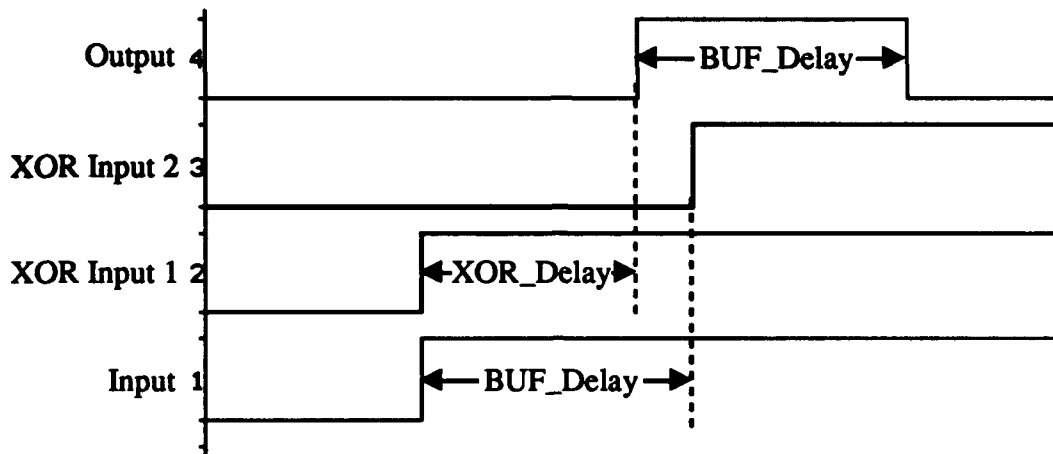 Output 4
BUF_Delay
XOR Input 2 3
XOR Input 1 2
XOR_Delay
Input 1
BUF_Delay